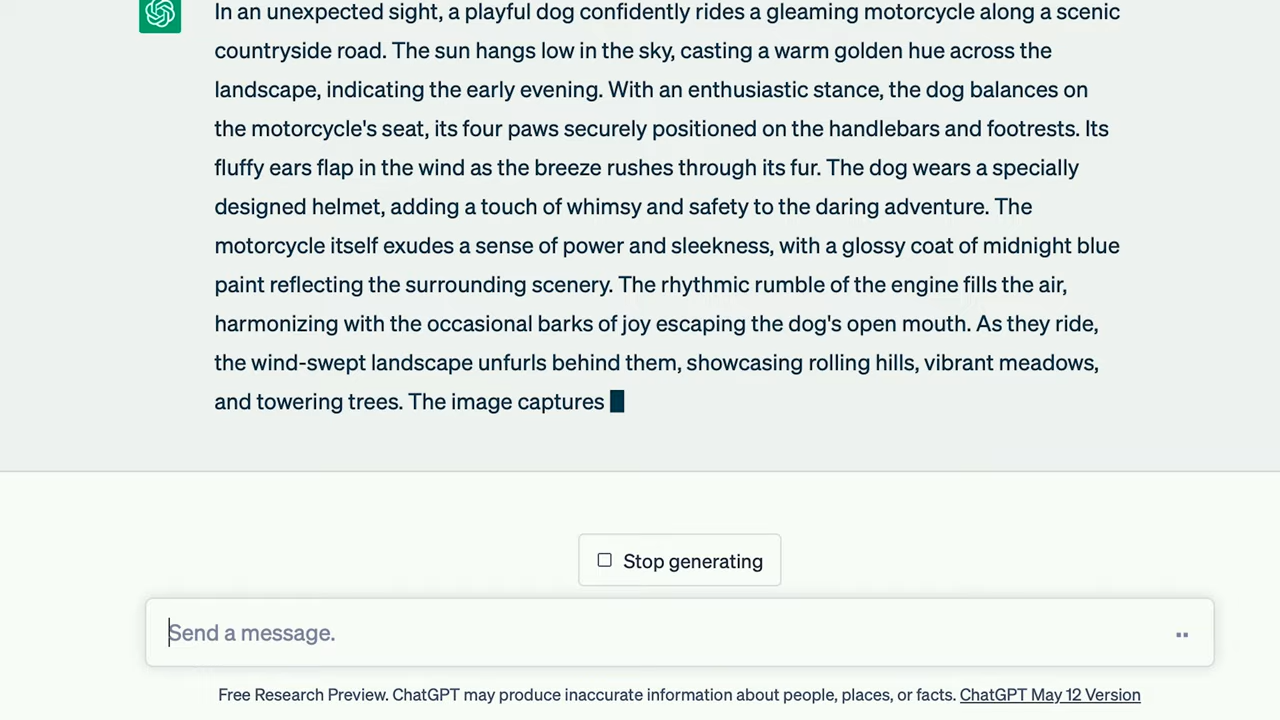 In an unexpected sight, a playful dog confidently rides a gleaming motorcycle along a scenic
countryside road. The sun hangs low in the sky, casting a warm golden hue across the
landscape, indicating the early evening. With an enthusiastic stance, the dog balances on
the motorcycle's seat, its four paws securely positioned on the handlebars and footrests. Its
fluffy ears flap in the wind as the breeze rushes through its fur. The dog wears a specially
designed helmet, adding a touch of whimsy and safety to the daring adventure. The
motorcycle itself exudes a sense of power and sleekness, with a glossy coat of midnight blue
paint reflecting the surrounding scenery. The rhythmic rumble of the engine fills the air,
harmonizing with the occasional barks of joy escaping the dog's open mouth. As they ride,
the wind-swept landscape unfurls behind them, showcasing rolling hills, vibrant meadows,
and towering trees. The image captures
Stop generating
Send a message.
Free Research Preview. ChatGPT may produce inaccurate information about people, places, or facts. ChatGPT May 12 Version